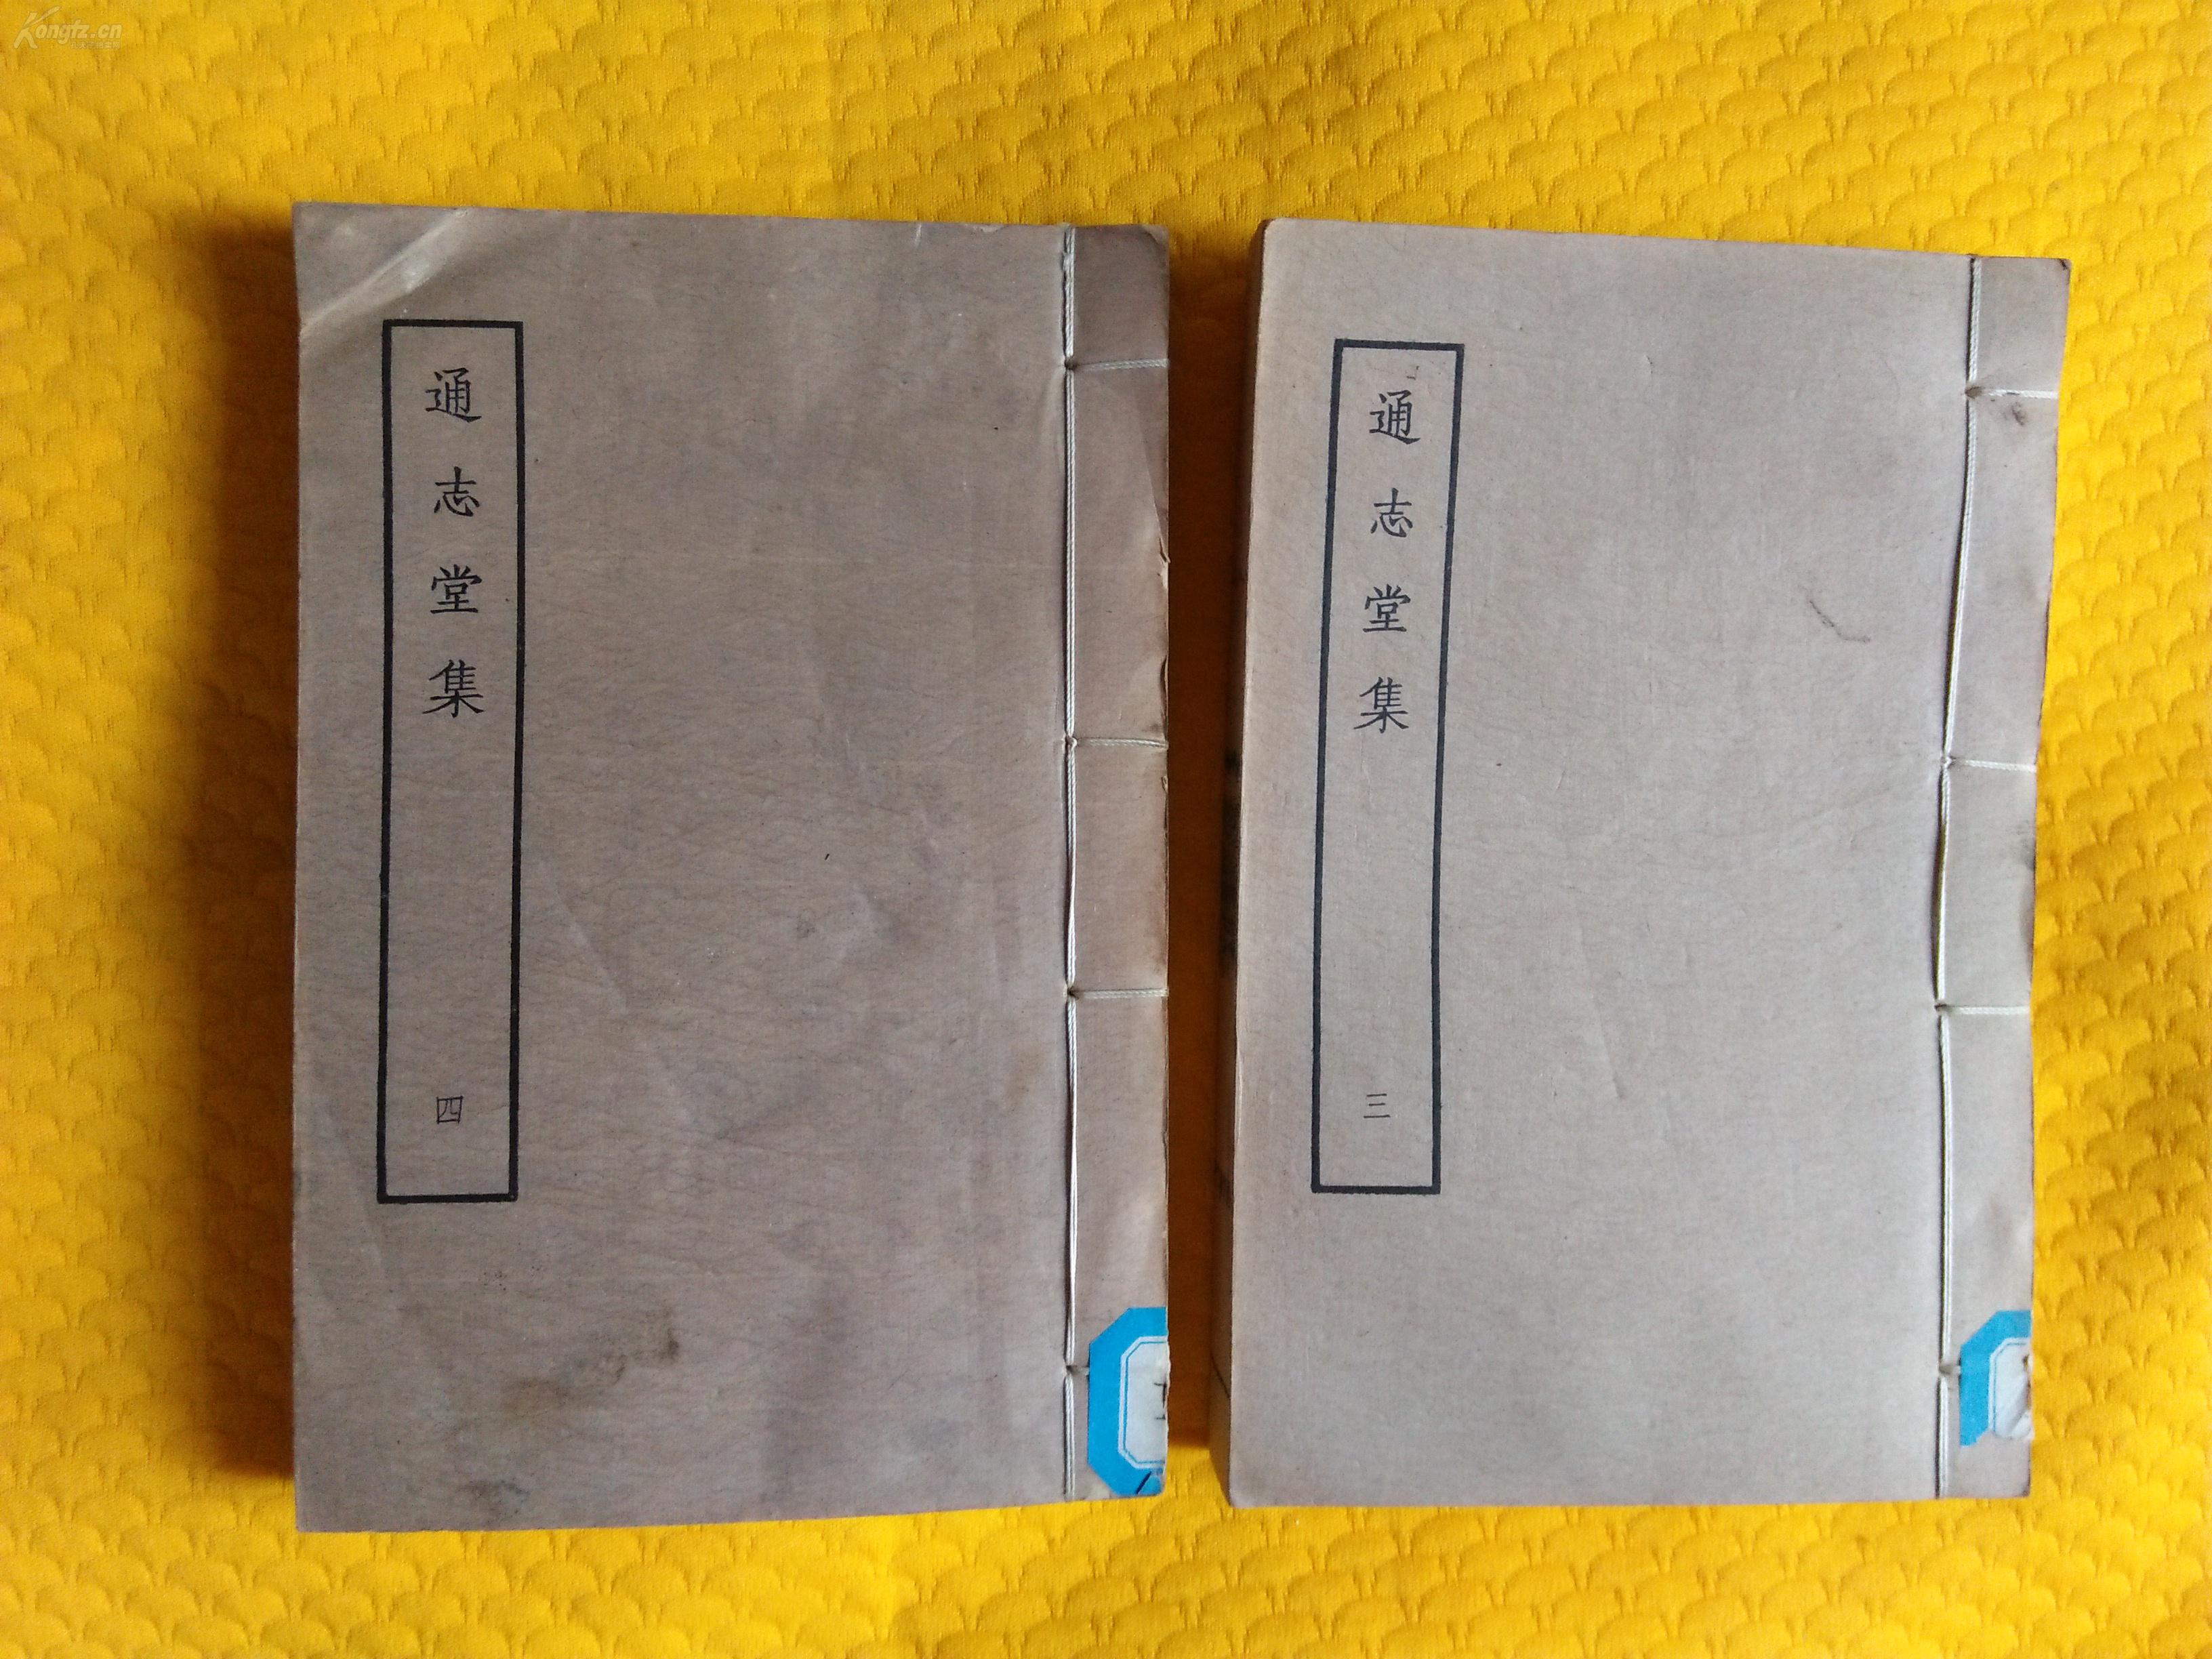 Kongfz.cn
通志堂集
四
通志堂集
三